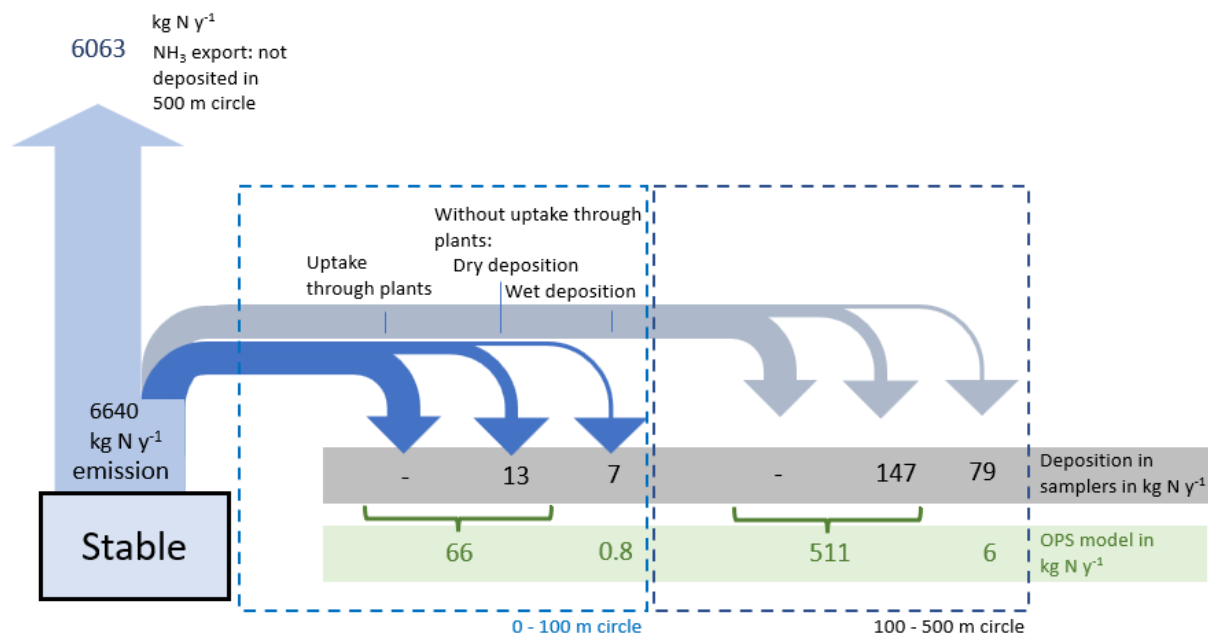 kg N y⁻¹
6063
NH₃ export: not
deposited in
500 m circle
Without uptake through
plants:
Uptake
through plants
Dry deposition
Wet deposition
6640
kg N y⁻¹
emission
Stable
- 13 7 - 147 79
Deposition in
samplers in kg N y⁻¹
66 0.8 511 6
OPS model in
kg N y⁻¹
0 - 100 m circle
100 - 500 m circle